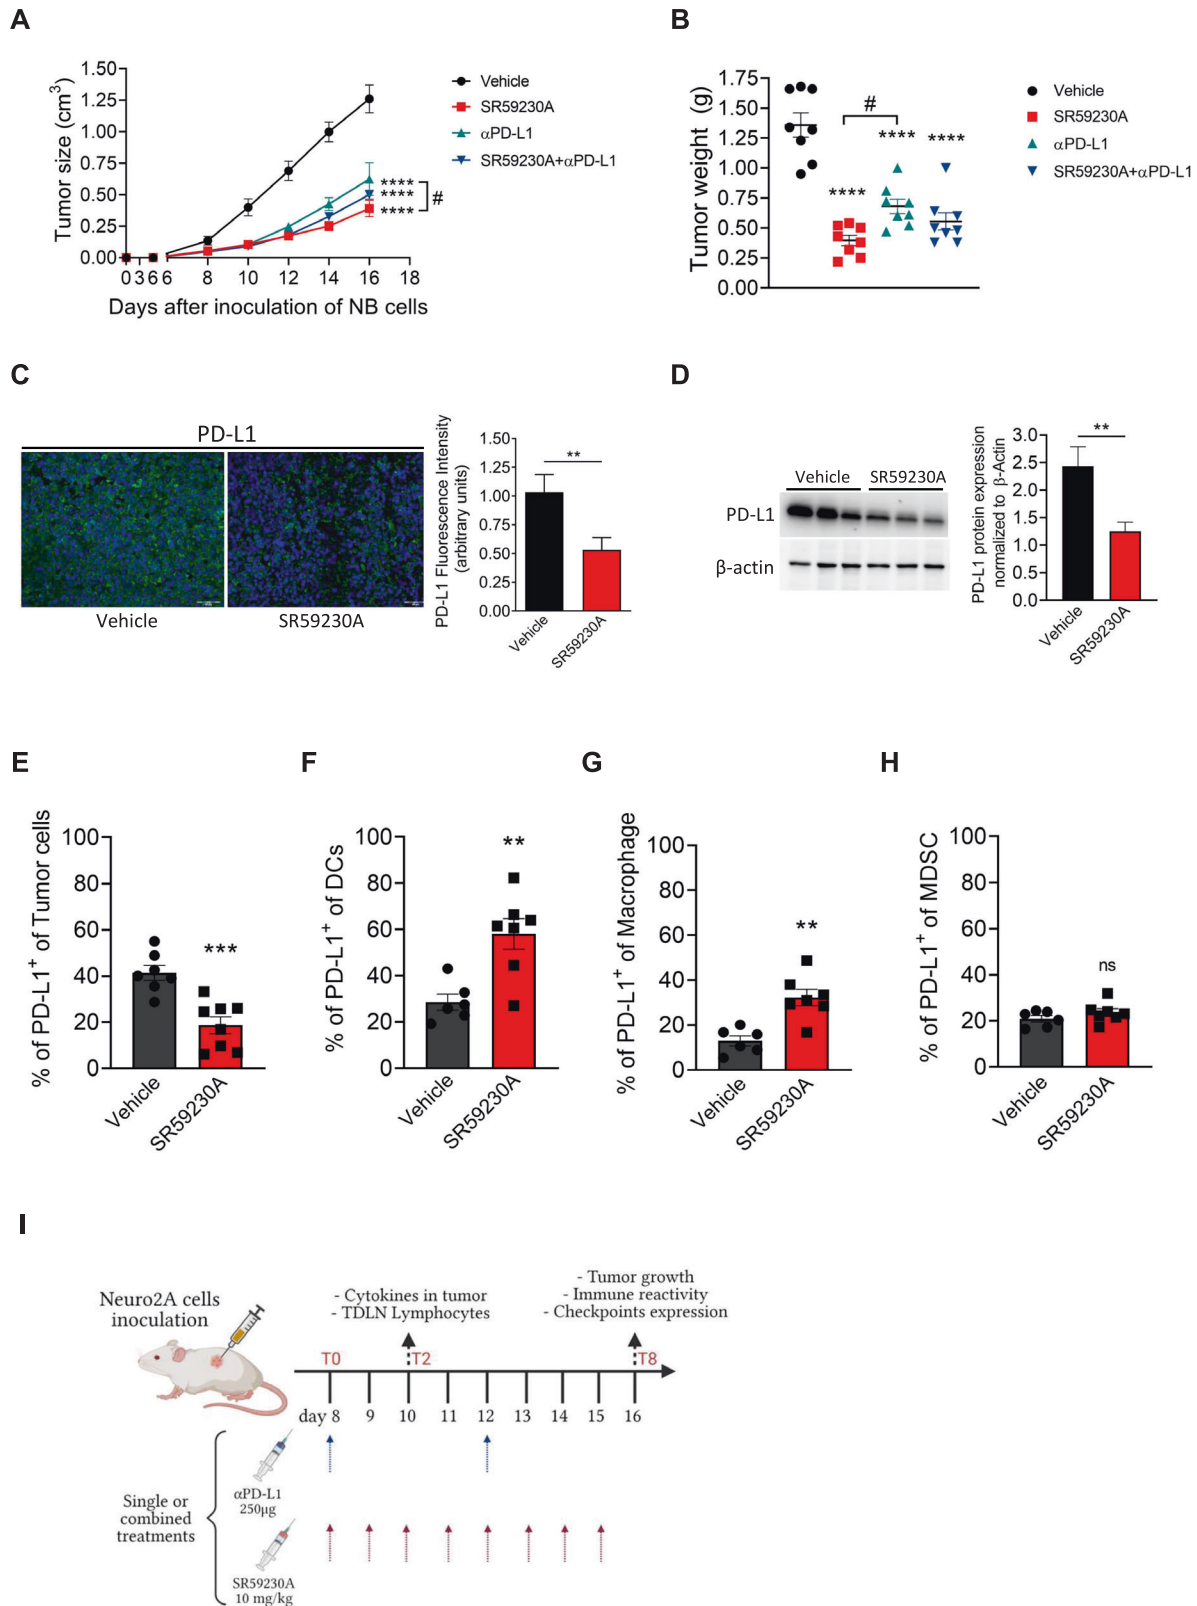 A
Tumor size (cm3)
1.50
1.25
1.00
0.75
0.50
0.25
0.00
0 3 6 6 8 10 12 14 16 18
Days after inoculation of NB cells
Vehicle
SR59230A
αPD-L1
SR59230A+αPD-L1
****
****
****
#
B
Tumor weight (g)
1.75
1.50
1.25
1.00
0.75
0.50
0.25
0.00
#
****
****
****
Vehicle
SR59230A
αPD-L1
SR59230A+αPD-L1
C
PD-L1
Vehicle
SR59230A
PD-L1 Fluorescence Intensity
(arbitrary units)
1.50
1.25
1.00
0.75
0.50
0.25
0.00
**
Vehicle
SR59230A
D
Vehicle SR59230A
PD-L1
β-actin
PD-L1 protein expression
normalized to β-Actin
3.0
2.5
2.0
1.5
1.0
0.5
0.0
**
Vehicle
SR59230A
E
% of PD-L1+ of Tumor cells
100
80
60
40
20
0
***
Vehicle
SR59230A
F
% of PD-L1+ of DCs
100
80
60
40
20
0
**
Vehicle
SR59230A
G
% of PD-L1+ of Macrophage
100
80
60
40
20
0
**
Vehicle
SR59230A
H
% of PD-L1+ of MDSC
100
80
60
40
20
0
ns
Vehicle
SR59230A
I
Neuro2A cells
inoculation
- Cytokines in tumor
- TDLN Lymphocytes
- Tumor growth
- Immune reactivity
- Checkpoints expression
T0 T2 T8
day 8 9 10 11 12 13 14 15 16
Single or
combined
treatments
αPD-L1
250μg
SR59230A
10 mg/kg